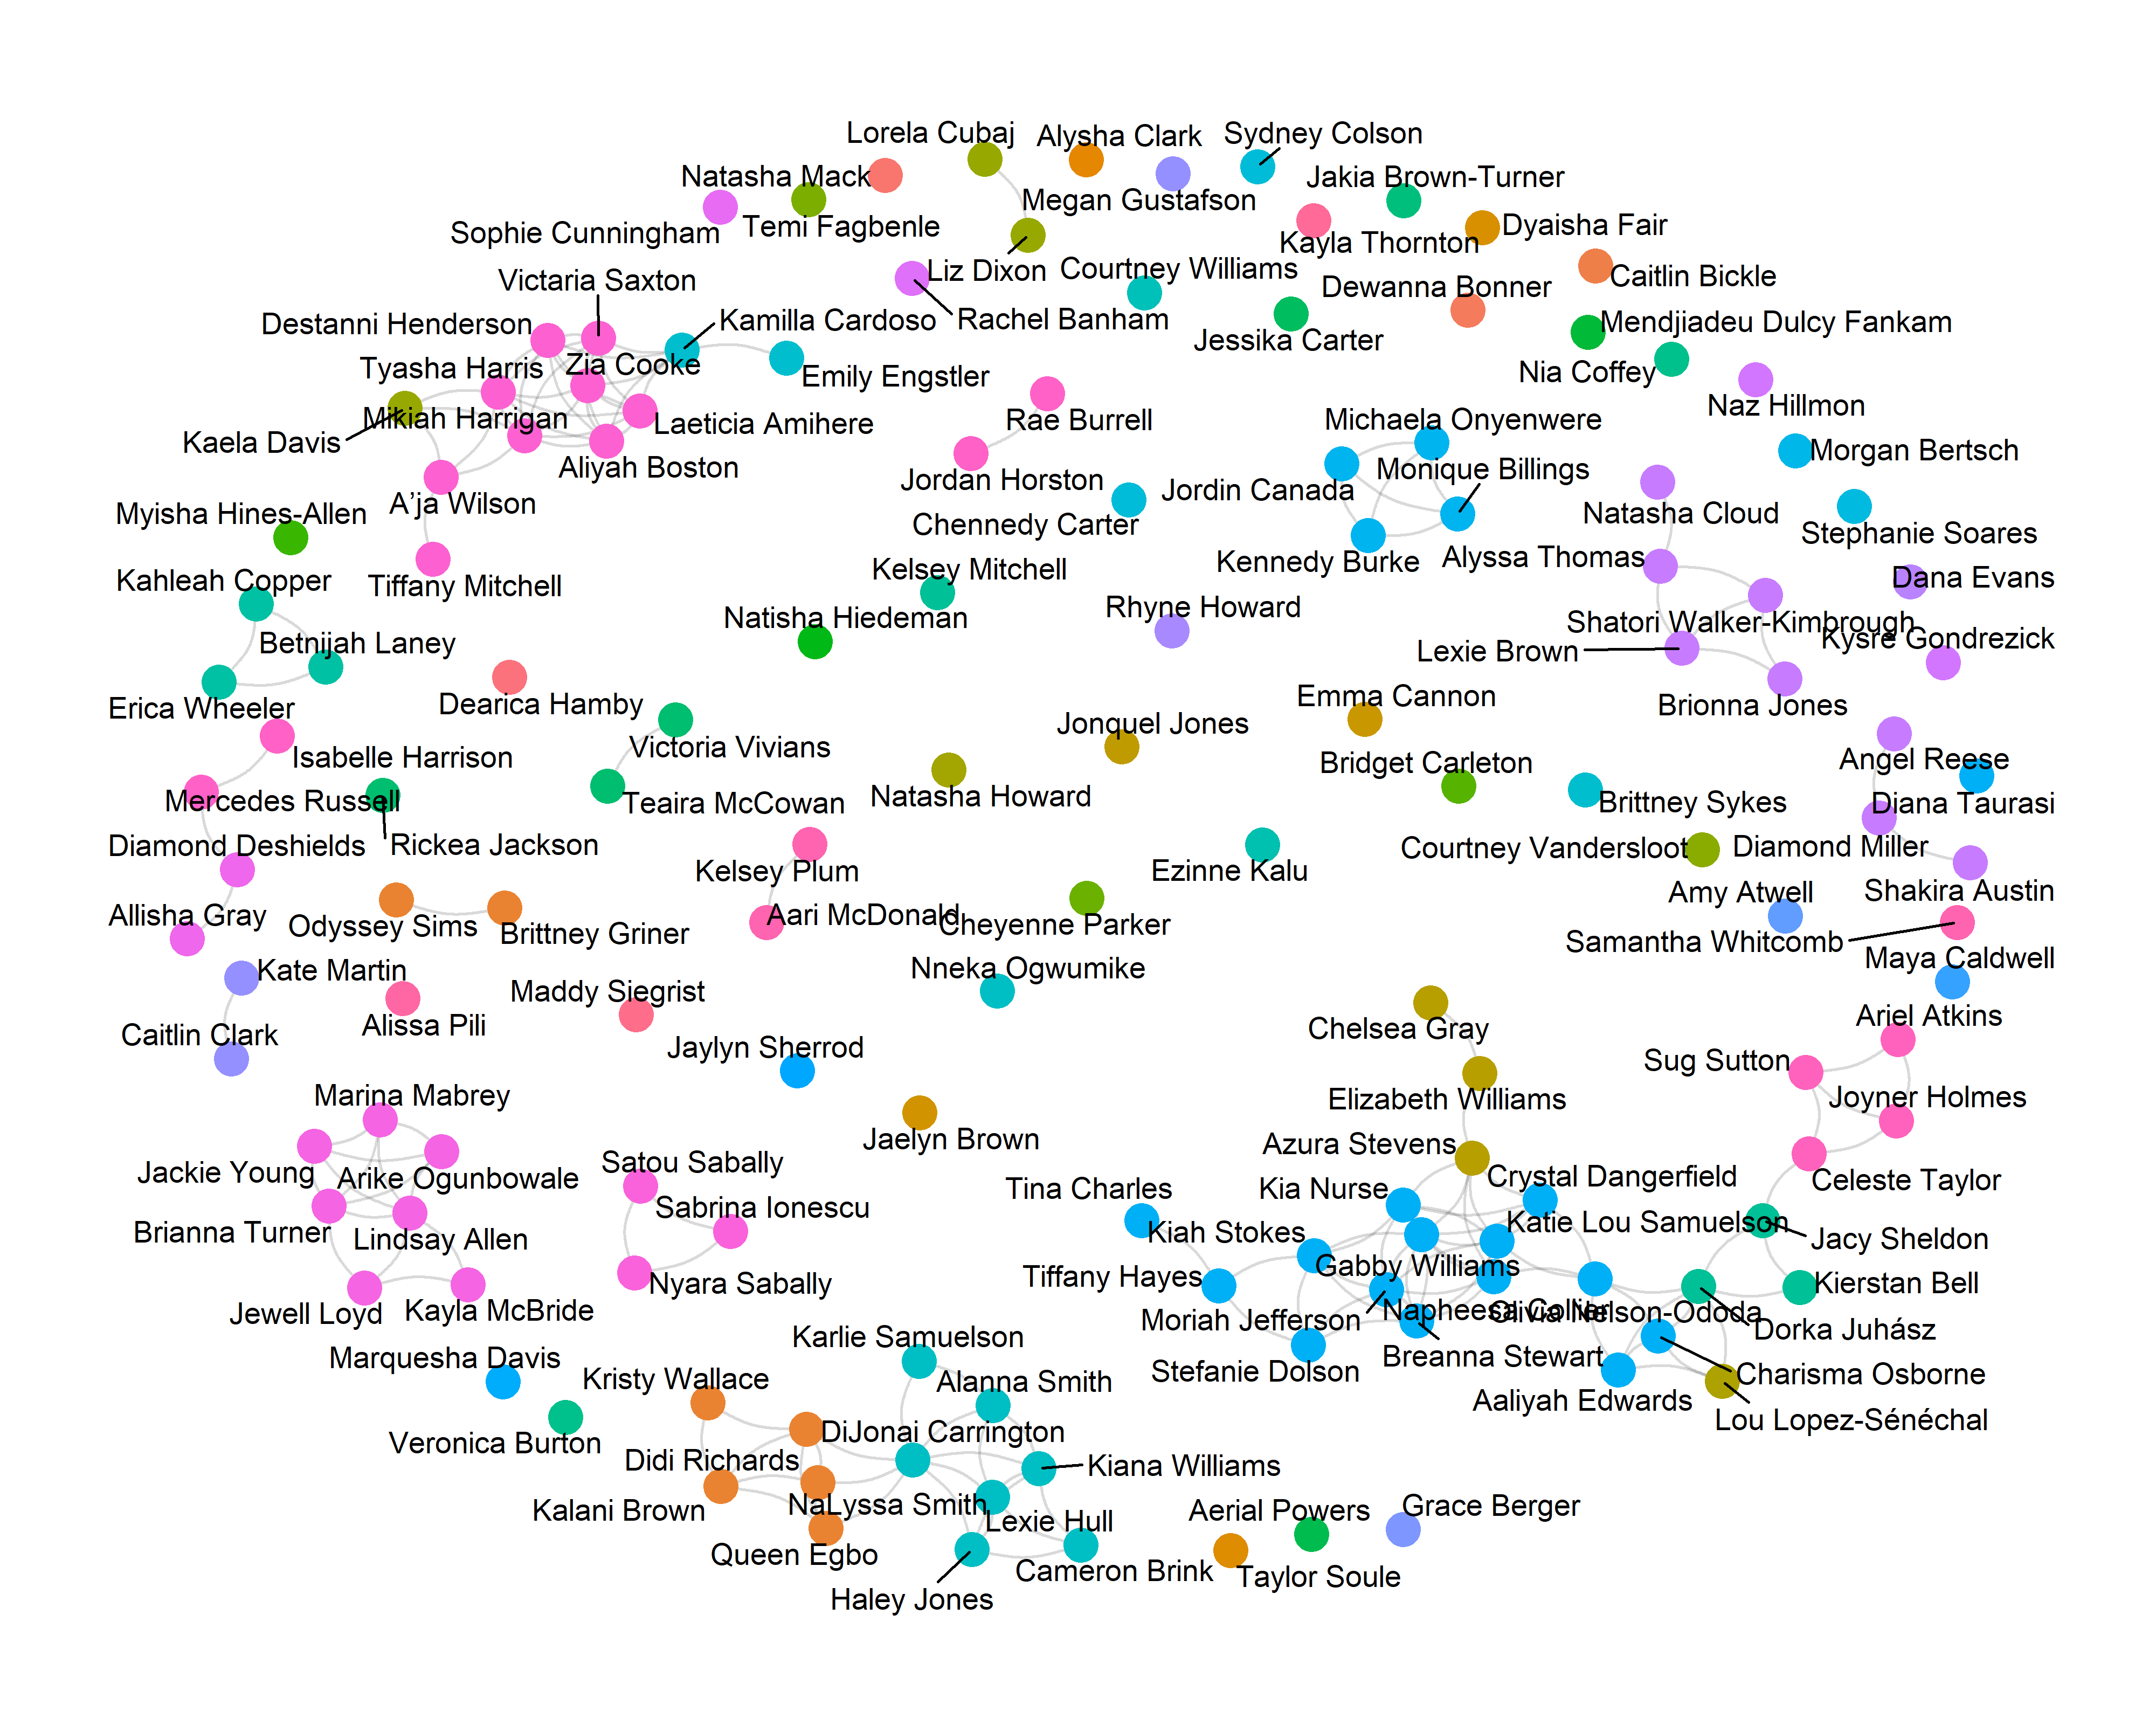 Lorela Cubaj
Alysha Clark
Sydney Colson
Natasha Mack
Jakia Brown-Turner
Megan Gustafson
Sophie Cunningham
Temi Fagbenle
Kayla Thornton
Dyaisha Fair
Victaria Saxton
Liz Dixon
Courtney Williams
Dewanna Bonner
Caitlin Bickle
Destanni Henderson
Kamilla Cardoso
Rachel Banham
Mendjiadeu Dulcy Fankam
Jessika Carter
Tyasha Harris
Zia Cooke
Emily Engstler
Nia Coffey
Naz Hillmon
Mikiah Harrigan
Laeticia Amihere
Rae Burrell
Michaela Onyenwere
Kaela Davis
Aliyah Boston
Morgan Bertsch
Jordan Horston
Jordin Canada
Monique Billings
A’ja Wilson
Myisha Hines-Allen
Chennedy Carter
Natasha Cloud
Stephanie Soares
Kahleah Copper
Tiffany Mitchell
Kelsey Mitchell
Kennedy Burke
Alyssa Thomas
Dana Evans
Natisha Hiedeman
Rhyne Howard
Shatori Walker-Kimbrough
Betnijah Laney
Lexie Brown
Kysre Gondrezick
Erica Wheeler
Dearica Hamby
Emma Cannon
Brionna Jones
Jonquel Jones
Isabelle Harrison
Victoria Vivians
Bridget Carleton
Angel Reese
Mercedes Russell
Teaira McCowan
Natasha Howard
Brittney Sykes
Diana Taurasi
Diamond Deshields
Rickea Jackson
Courtney Vandersloot
Diamond Miller
Kelsey Plum
Ezinne Kalu
Amy Atwell
Shakira Austin
Allisha Gray
Odyssey Sims
Brittney Griner
Aari McDonald
Cheyenne Parker
Samantha Whitcomb
Kate Martin
Nneka Ogwumike
Maya Caldwell
Maddy Siegrist
Alissa Pili
Chelsea Gray
Ariel Atkins
Caitlin Clark
Jaylyn Sherrod
Sug Sutton
Marina Mabrey
Elizabeth Williams
Joyner Holmes
Jaelyn Brown
Azura Stevens
Jackie Young
Arike Ogunbowale
Satou Sabally
Crystal Dangerfield
Celeste Taylor
Tina Charles
Kia Nurse
Sabrina Ionescu
Katie Lou Samuelson
Brianna Turner
Lindsay Allen
Kiah Stokes
Jacy Sheldon
Tiffany Hayes
Gabby Williams
Nyara Sabally
Kierstan Bell
Jewell Loyd
Kayla McBride
Moriah Jefferson
Napheesa Collier
Olivia Nelson-Ododa
Dorka Juhász
Karlie Samuelson
Marquesha Davis
Stefanie Dolson
Breanna Stewart
Charisma Osborne
Kristy Wallace
Alanna Smith
Aaliyah Edwards
Lou Lopez-Sénéchal
DiJonai Carrington
Veronica Burton
Didi Richards
Kiana Williams
Kalani Brown
NaLyssa Smith
Lexie Hull
Aerial Powers
Grace Berger
Queen Egbo
Cameron Brink
Taylor Soule
Haley Jones